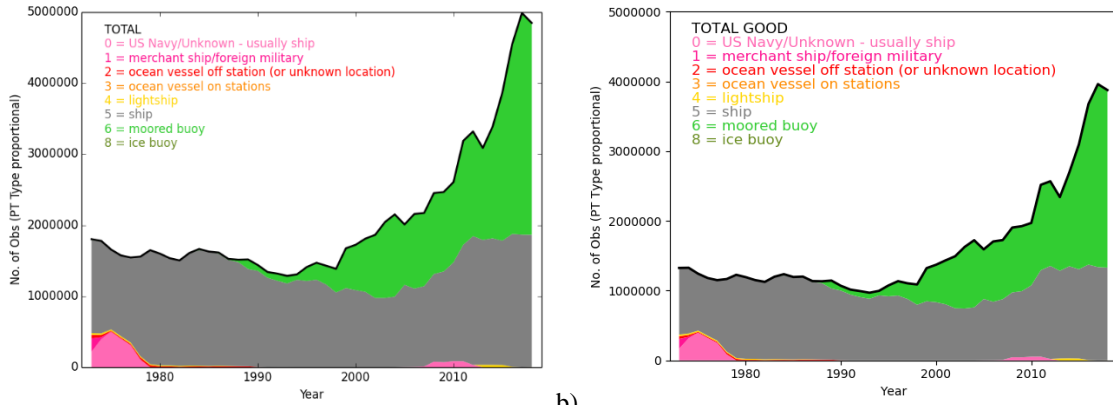 5000000
4000000
3000000
2000000
1000000
0
No. of Obs (PT Type proportional)
TOTAL
0 = US Navy/Unknown - usually ship
1 = merchant ship/foreign military
2 = ocean vessel off station (or unknown location)
3 = ocean vessel on stations
4 = lightship
5 = ship
6 = moored buoy
8 = ice buoy
1980 1990 2000 2010
Year
b)
5000000
4000000
3000000
2000000
1000000
0
No. of Obs (PT Type proportional)
TOTAL GOOD
0 = US Navy/Unknown - usually ship
1 = merchant ship/foreign military
2 = ocean vessel off station (or unknown location)
3 = ocean vessel on stations
4 = lightship
5 = ship
6 = moored buoy
8 = ice buoy
1980 1990 2000 2010
Year